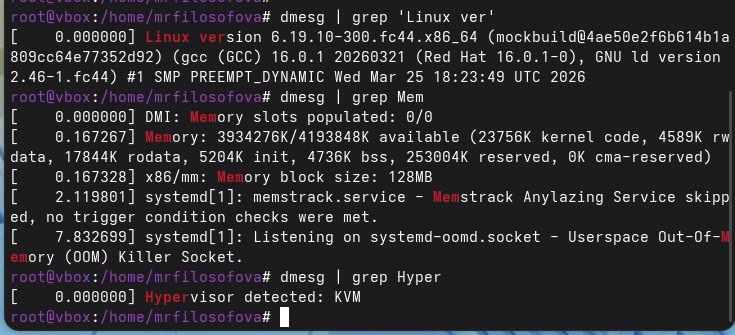 root@vbox:/home/mrfilosofova# dmesg | grep 'Linux ver'
[    0.000000] Linux version 6.19.10-300.fc44.x86_64 (mockbuild@4ae50e2f6b614b1a
809cc64e77352d92) (gcc (GCC) 16.0.1 20260321 (Red Hat 16.0.1-0), GNU ld version
2.46-1.fc44) #1 SMP PREEMPT_DYNAMIC Wed Mar 25 18:23:49 UTC 2026
root@vbox:/home/mrfilosofova# dmesg | grep Mem
[    0.000000] DMI: Memory slots populated: 0/0
[    0.167267] Memory: 3934276K/4193848K available (23756K kernel code, 4589K rw
data, 17844K rodata, 5204K init, 4736K bss, 253004K reserved, 0K cma-reserved)
[    0.167328] x86/mm: Memory block size: 128MB
[    2.119801] systemd[1]: memstrack.service - Memstrack Anylazing Service skipp
ed, no trigger condition checks were met.
[    7.832699] systemd[1]: Listening on systemd-oomd.socket - Userspace Out-Of-M
emory (OOM) Killer Socket.
root@vbox:/home/mrfilosofova# dmesg | grep Hyper
[    0.000000] Hypervisor detected: KVM
root@vbox:/home/mrfilosofova#